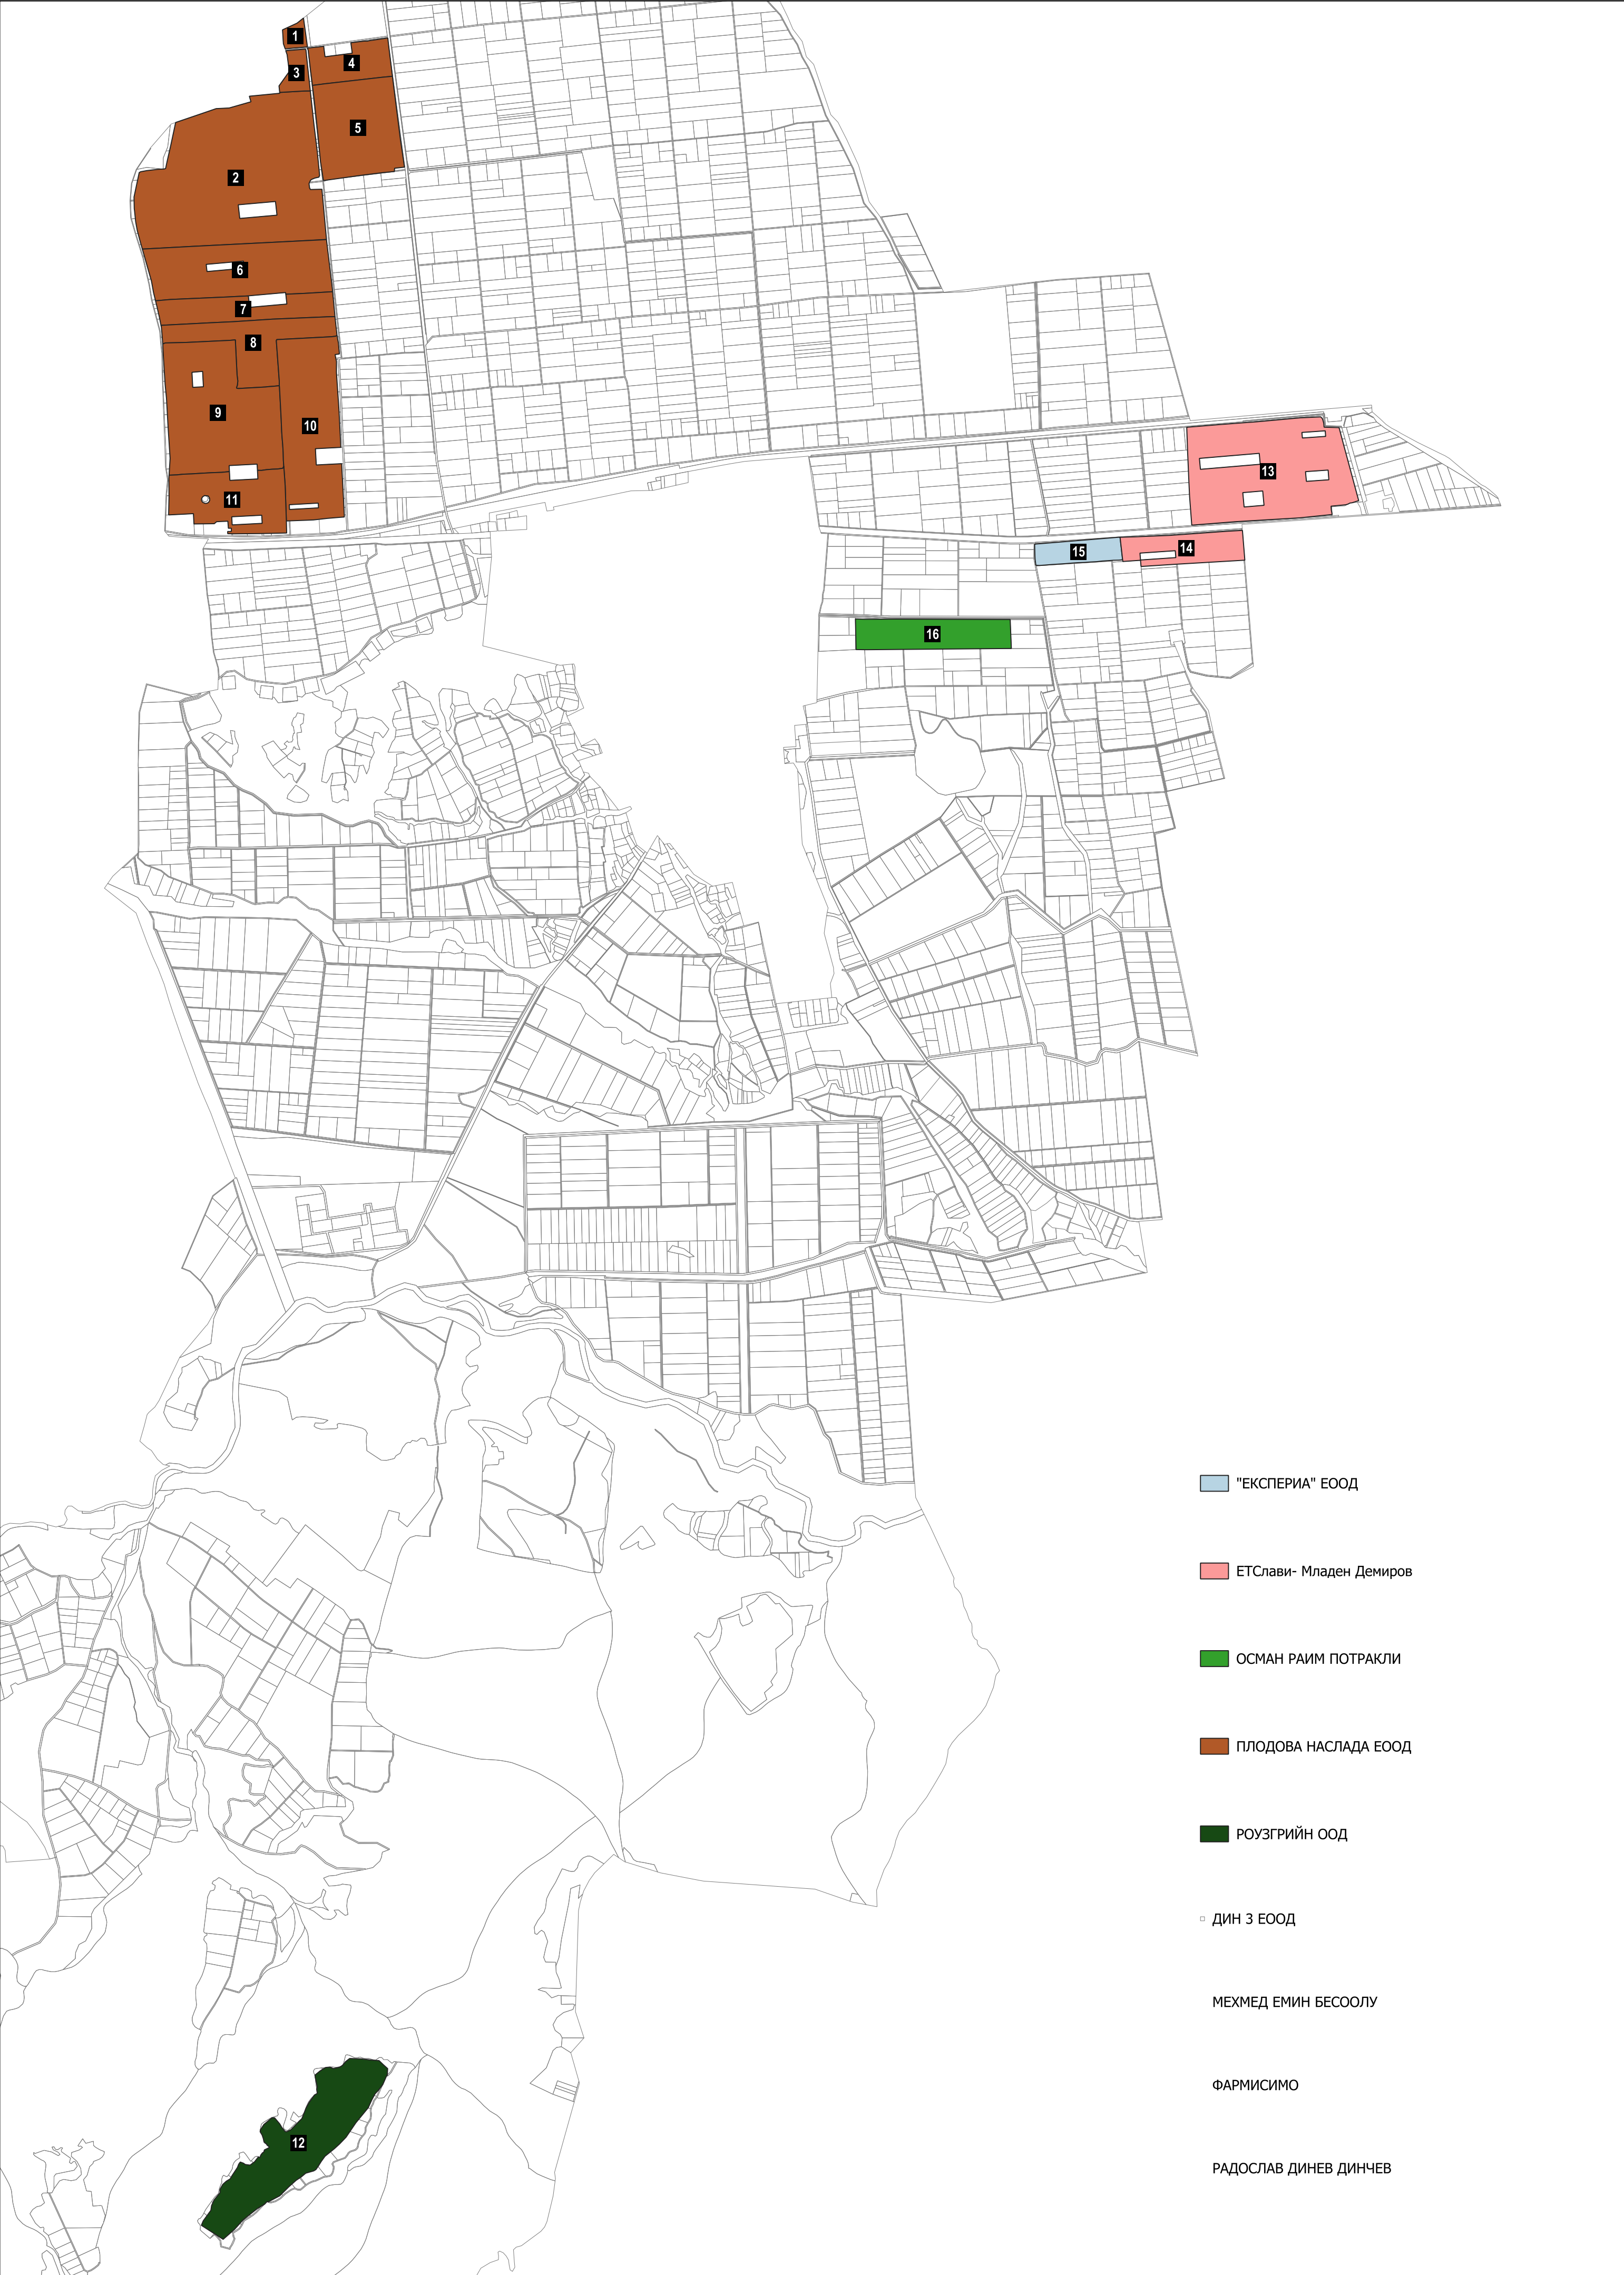 1
3
4
5
2
6
7
8
9
10
11
13
15
14
16
"ЕКСПЕРИА" ЕООД
ЕТСлави- Младен Демиров
ОСМАН РАИМ ПОТРАКЛИ
ПЛОДОВА НАСЛАДА ЕООД
РОУЗГРИЙН ООД
ДИН 3 ЕООД
МЕХМЕД ЕМИН БЕСООЛУ
ФАРМИСИМО
12
РАДОСЛАВ ДИНЕВ ДИНЧЕВ